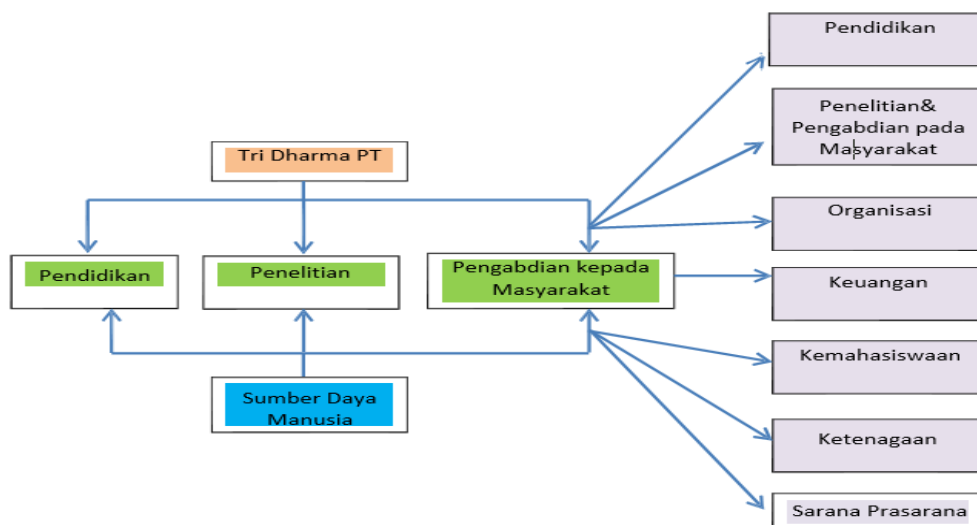 Tri Dharma PT
Pendidikan
Penelitian
Pengabdian kepada
Masyarakat
Sumber Daya
Manusia
Pendidikan
Penelitian&
Pengabdian pada
Masyarakat
Organisasi
Keuangan
Kemahasiswaan
Ketenagaan
Sarana Prasarana